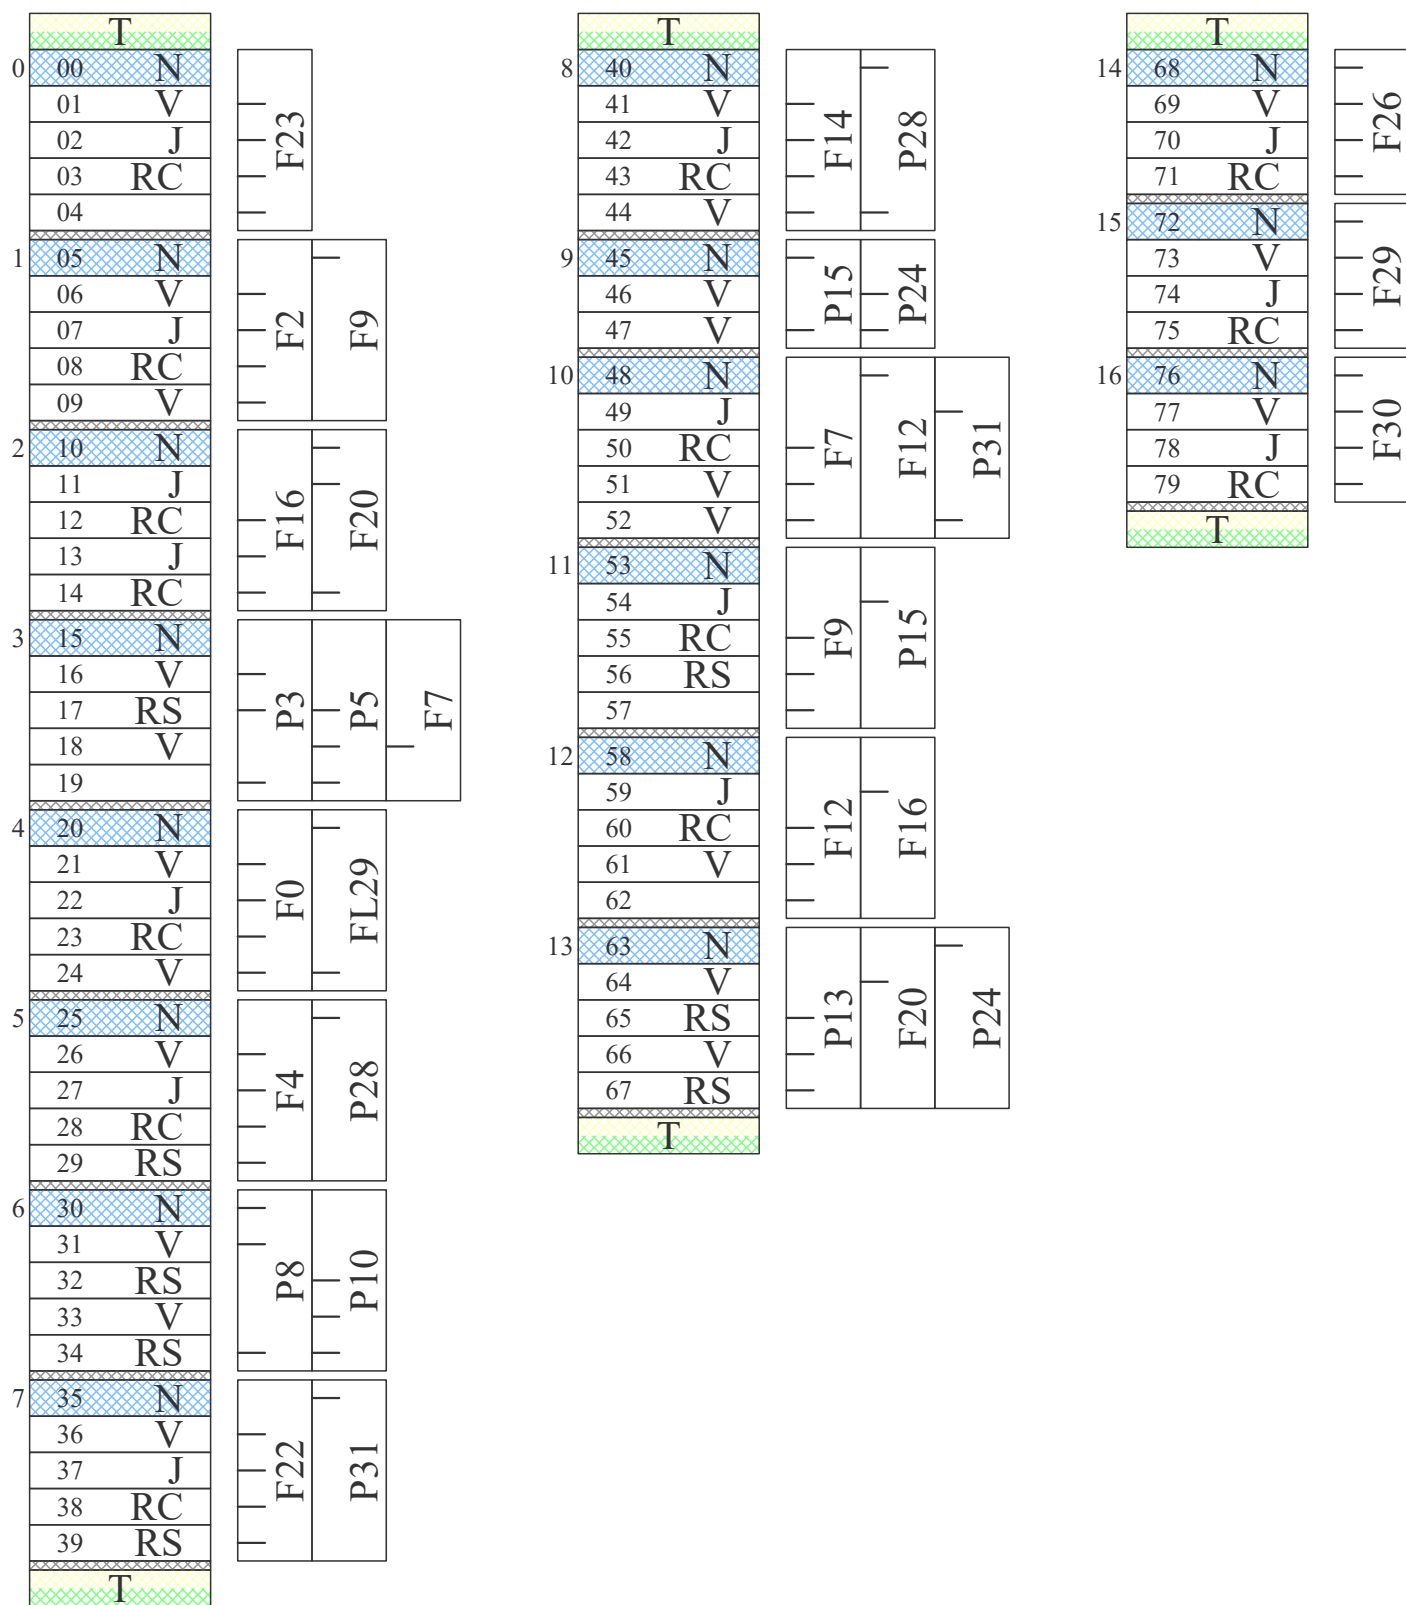 T
0 00 N
01 V
02 J
03 RC
04
F23
1 05 N
06 V
07 J
08 RC
09 V
F2 F9
2 10 N
11 J
12 RC
13 J
14 RC
F16 F20
3 15 N
16 V
17 RS
18 V
19
P3 P5 F7
4 20 N
21 V
22 J
23 RC
24 V
F0 FL29
5 25 N
26 V
27 J
28 RC
29 RS
F4 P28
6 30 N
31 V
32 RS
33 V
34 RS
P8 P10
7 35 N
36 V
37 J
38 RC
39 RS
F22 P31
T
T
8 40 N
41 V
42 J
43 RC
44 V
F14 P28
9 45 N
46 V
47 V
P15 P24
10 48 N
49 J
50 RC
51 V
52 V
F7 F12 P31
11 53 N
54 J
55 RC
56 RS
57
F9 P15
12 58 N
59 J
60 RC
61 V
62
F12 F16
13 63 N
64 V
65 RS
66 V
67 RS
P13 F20 P24
T
T
14 68 N
69 V
70 J
71 RC
F26
15 72 N
73 V
74 J
75 RC
F29
16 76 N
77 V
78 J
79 RC
F30
T